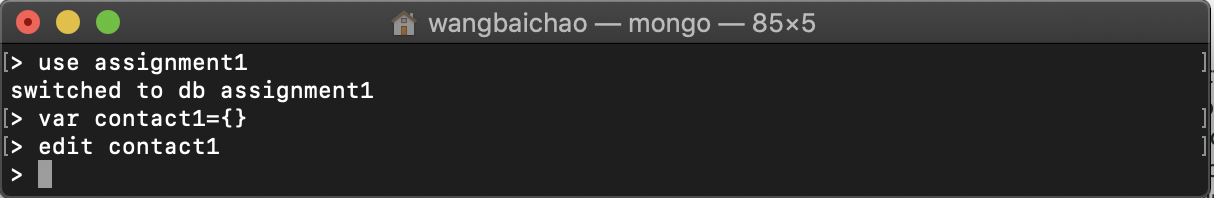 wangbaichao — mongo — 85×5
[> use assignment1 ]
switched to db assignment1
[> var contact1={} ]
[> edit contact1 ]
>